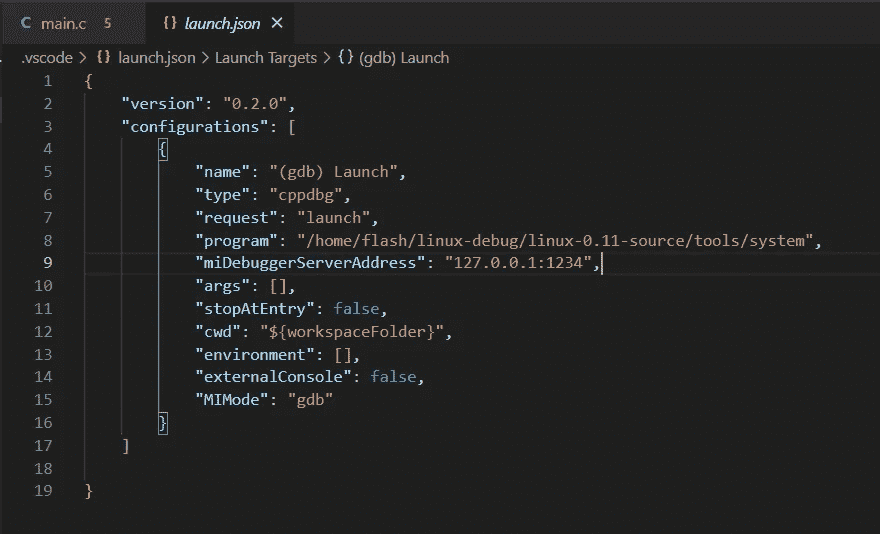 C main.c 5 {} launch.json ×
.vscode > {} launch.json > Launch Targets > {} (gdb) Launch
1 {
2     "version": "0.2.0",
3     "configurations": [
4         {
5             "name": "(gdb) Launch",
6             "type": "cppdbg",
7             "request": "launch",
8             "program": "/home/flash/linux-debug/linux-0.11-source/tools/system",
9             "miDebuggerServerAddress": "127.0.0.1:1234",
10             "args": [],
11             "stopAtEntry": false,
12             "cwd": "${workspaceFolder}",
13             "environment": [],
14             "externalConsole": false,
15             "MIMode": "gdb"
16         }
17     ]
18
19 }